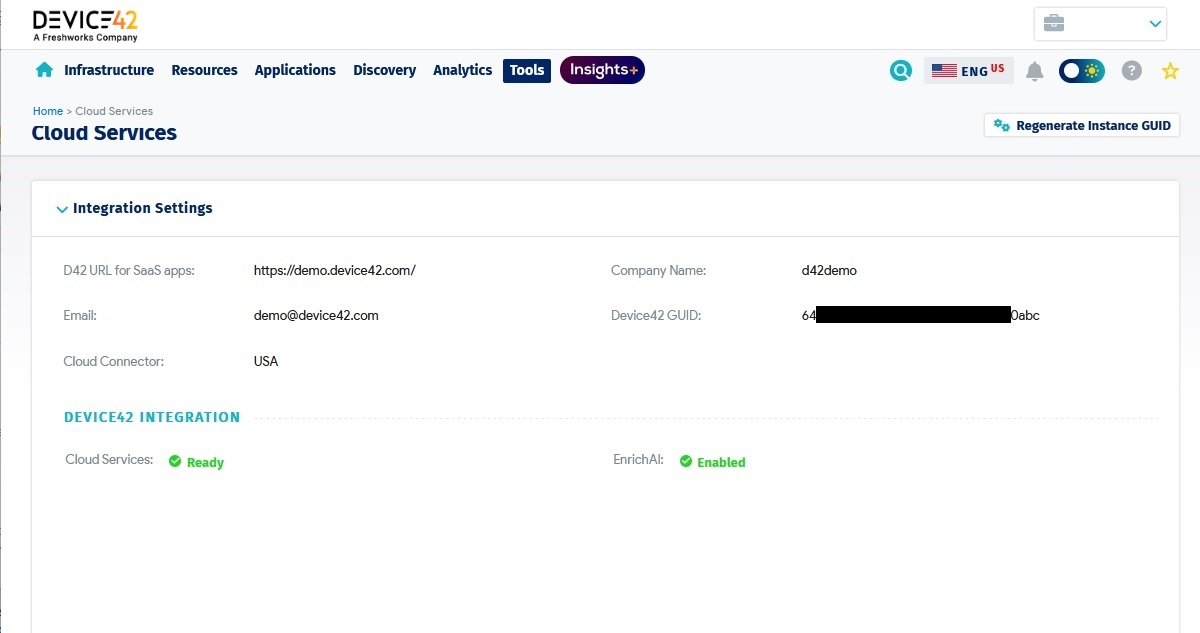 DEVICE42
A Freshworks Company
Infrastructure Resources Applications Discovery Analytics Tools Insights+ ENG US ?
Home > Cloud Services
Cloud Services
Regenerate Instance GUID
Integration Settings
D42 URL for SaaS apps: https://demo.device42.com/ Company Name: d42demo
Email: demo@device42.com Device42 GUID: 64 0abc
Cloud Connector: USA
DEVICE42 INTEGRATION
Cloud Services: Ready EnrichAI: Enabled